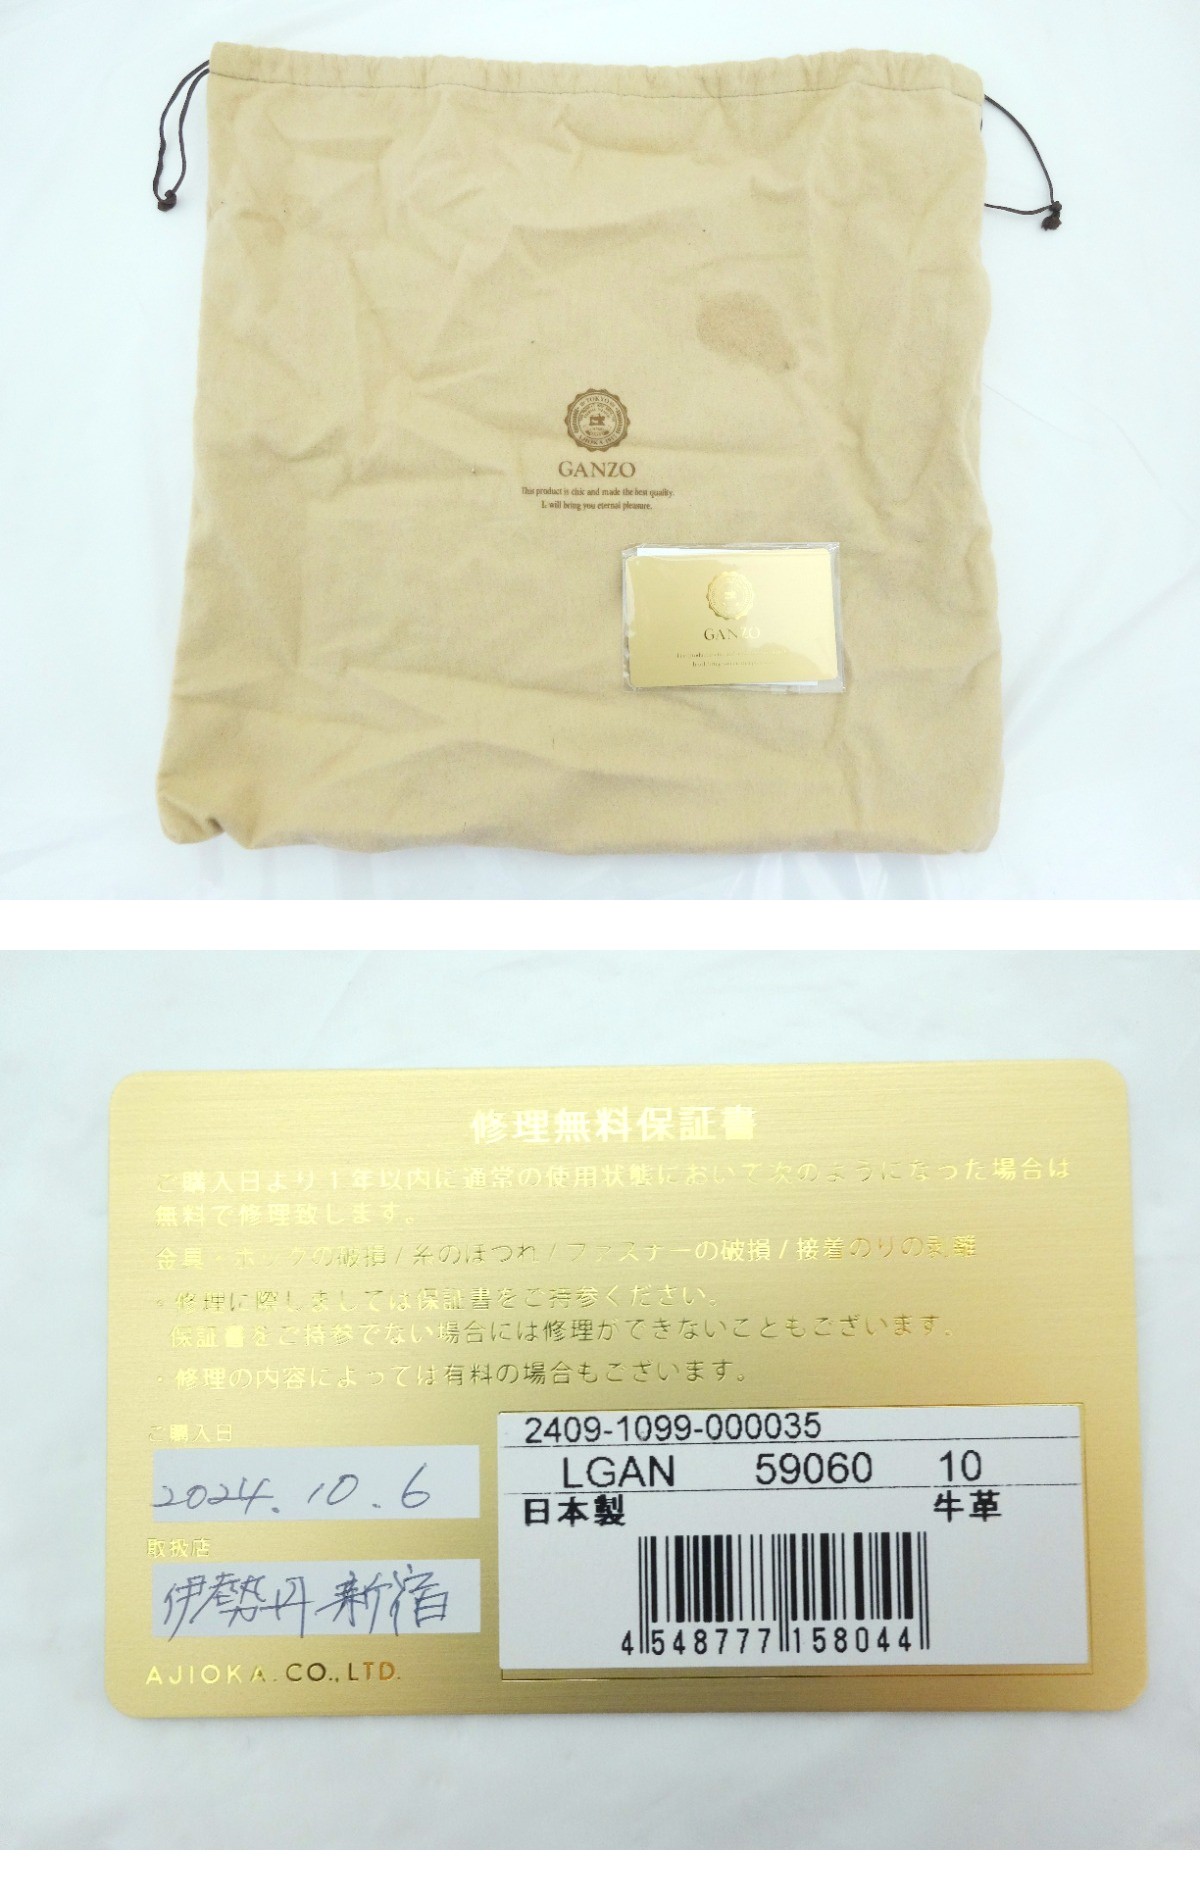 TOKYO
GANZO
This product is chic and made the best quality.
It will bring you eternal pleasure.
GANZO
修理無料保証書
ご購入日より1年以内に通常の使用状態において次のようになった場合は
無料で修理致します。
金具・ホックの破損/糸のほつれ/ファスナーの破損/接着のりの剥離
・修理に際しましては保証書をご持参ください。
保証書をご持参でない場合には修理ができないこともございます。
・修理の内容によっては有料の場合もございます。
ご購入日
2024.10.6
取扱店
伊勢丹新宿
AJIOKA.CO.,LTD.
2409-1099-000035
LGAN 59060 10
日本製 牛革
4 548777 158044